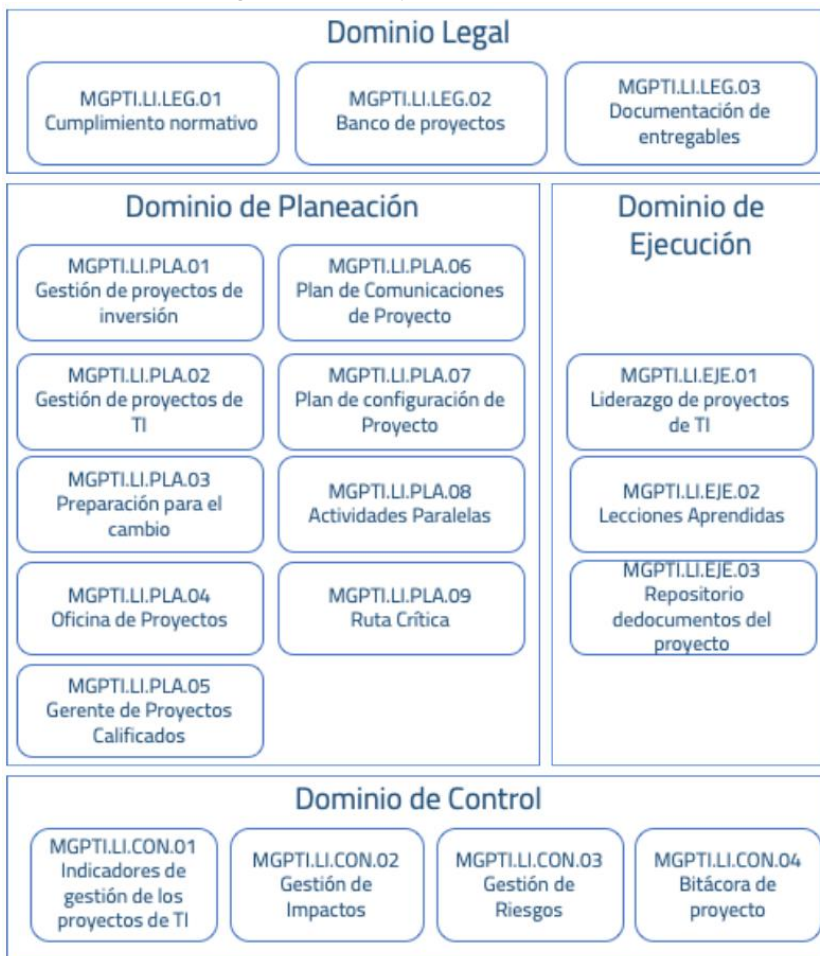 Dominio Legal
MGPTI.LI.LEG.01
Cumplimiento normativo
MGPTI.LI.LEG.02
Banco de proyectos
MGPTI.LI.LEG.03
Documentación de
entregables
Dominio de Planeación
MGPTI.LI.PLA.01
Gestión de proyectos de
inversión
MGPTI.LI.PLA.06
Plan de Comunicaciones
de Proyecto
MGPTI.LI.PLA.02
Gestión de proyectos de
TI
MGPTI.LI.PLA.07
Plan de configuración de
Proyecto
MGPTI.LI.PLA.03
Preparación para el
cambio
MGPTI.LI.PLA.08
Actividades Paralelas
MGPTI.LI.PLA.04
Oficina de Proyectos
MGPTI.LI.PLA.09
Ruta Crítica
MGPTI.LI.PLA.05
Gerente de Proyectos
Calificados
Dominio de
Ejecución
MGPTI.LI.EJE.01
Liderazgo de proyectos
de TI
MGPTI.LI.EJE.02
Lecciones Aprendidas
MGPTI.LI.EJE.03
Repositorio
dedocumentos del
proyecto
Dominio de Control
MGPTI.LI.CON.01
Indicadores de
gestión de los
proyectos de TI
MGPTI.LI.CON.02
Gestión de
Impactos
MGPTI.LI.CON.03
Gestión de
Riesgos
MGPTI.LI.CON.04
Bitácora de
proyecto